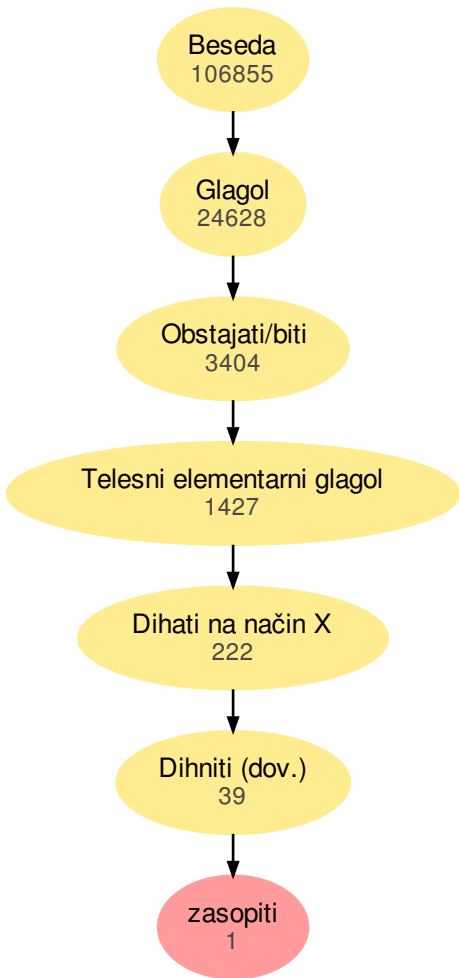 Beseda
106855
Glagol
24628
Obstajati/biti
3404
Telesni elementarni glagol
1427
Dihati na način X
222
Dihniti (dov.)
39
zasopiti
1